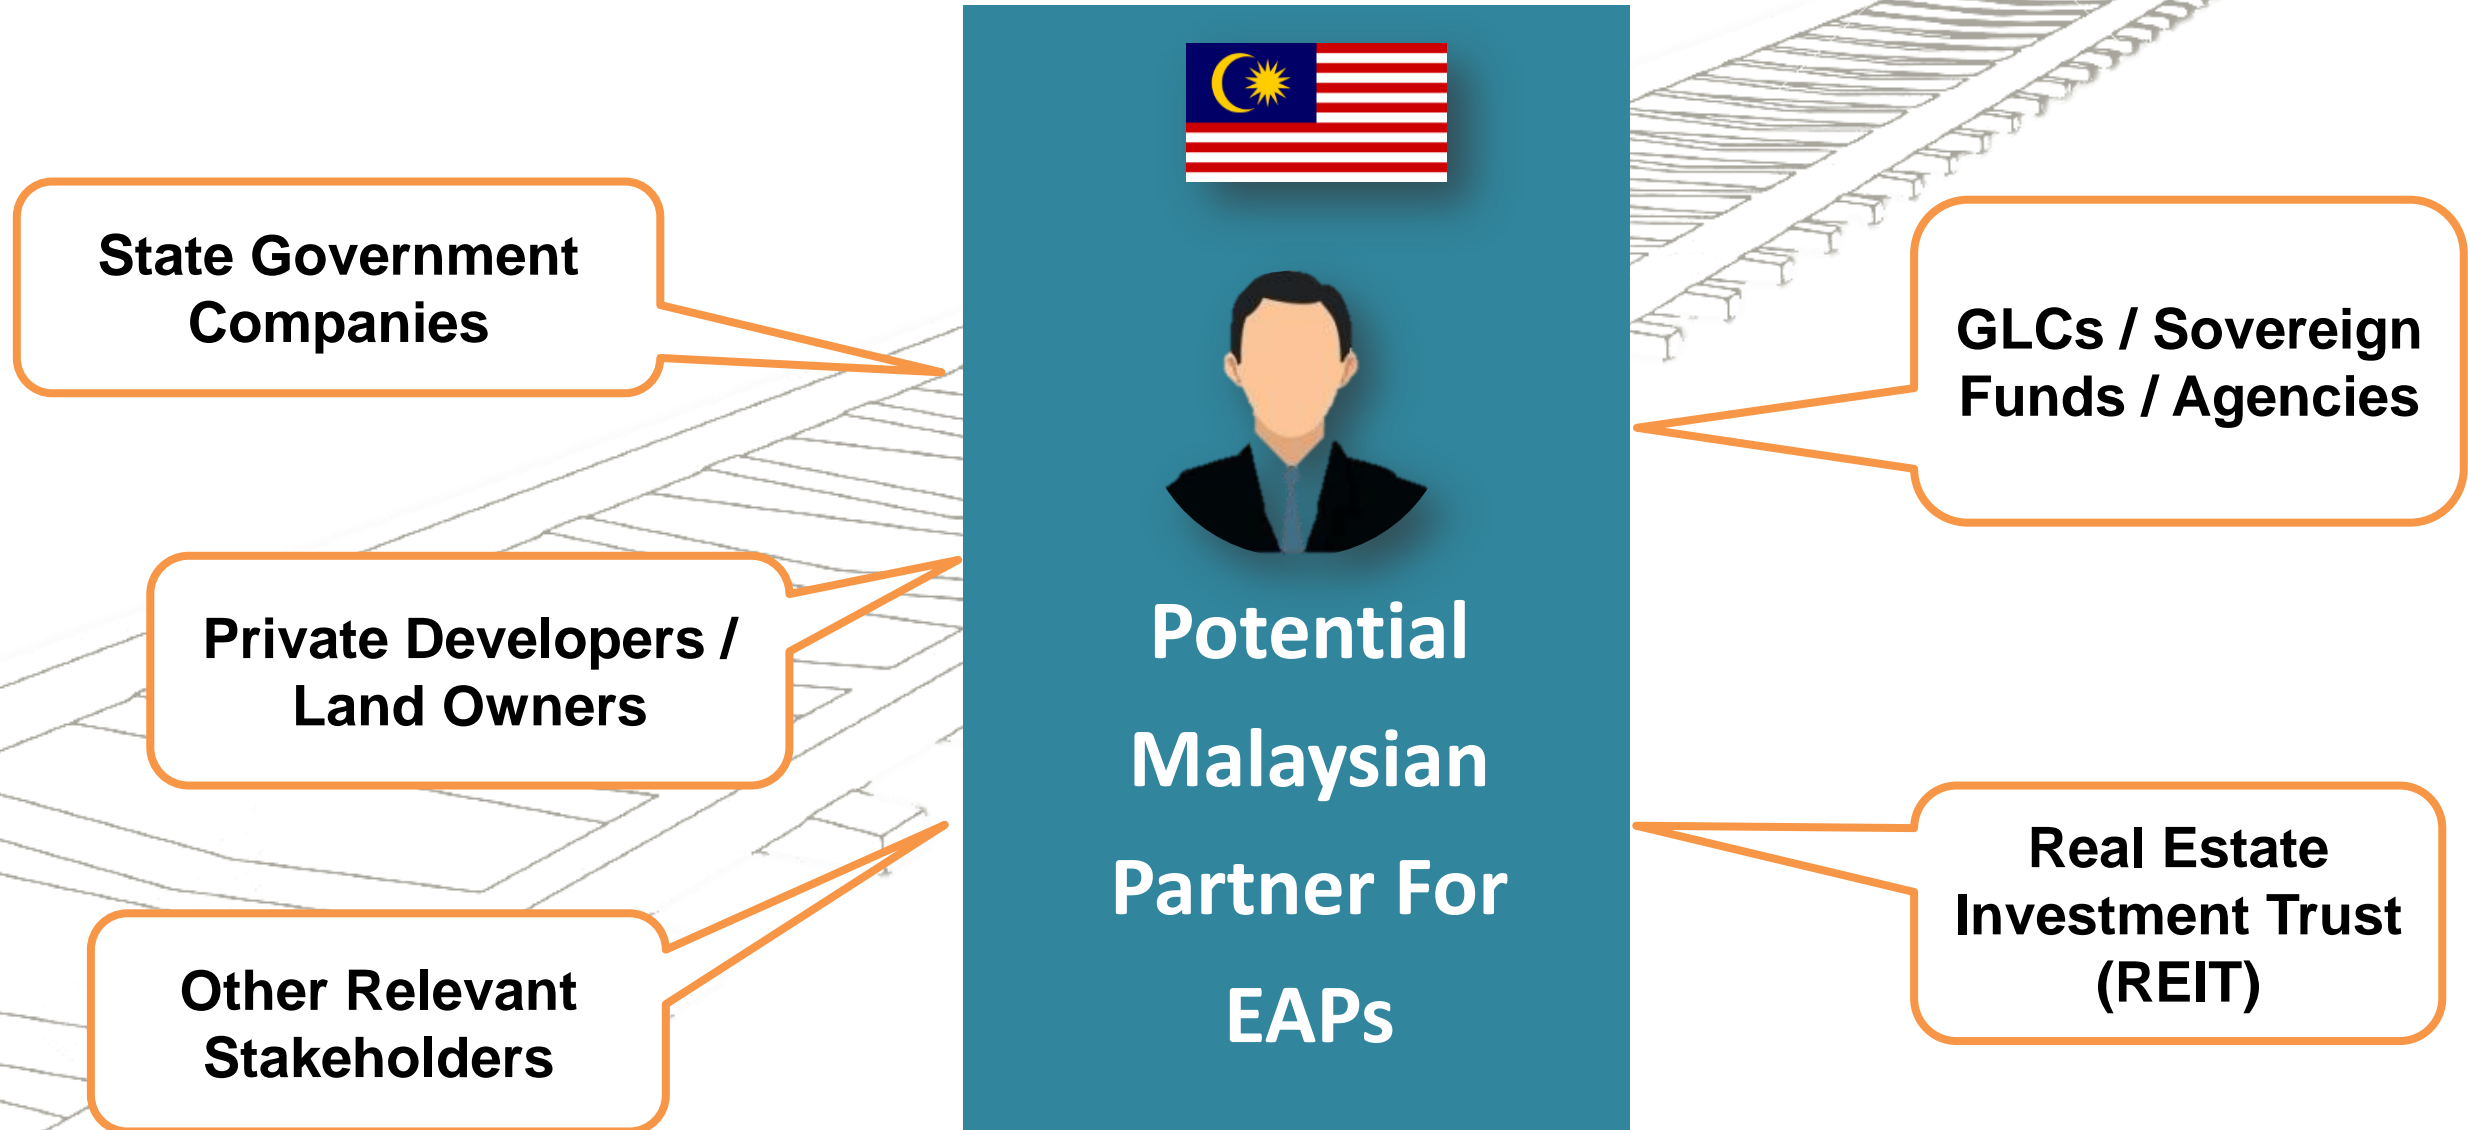 State Government
Companies
Private Developers /
Land Owners
Other Relevant
Stakeholders
Potential
Malaysian
Partner For
EAPs
GLCs / Sovereign
Funds / Agencies
Real Estate
Investment Trust
(REIT)